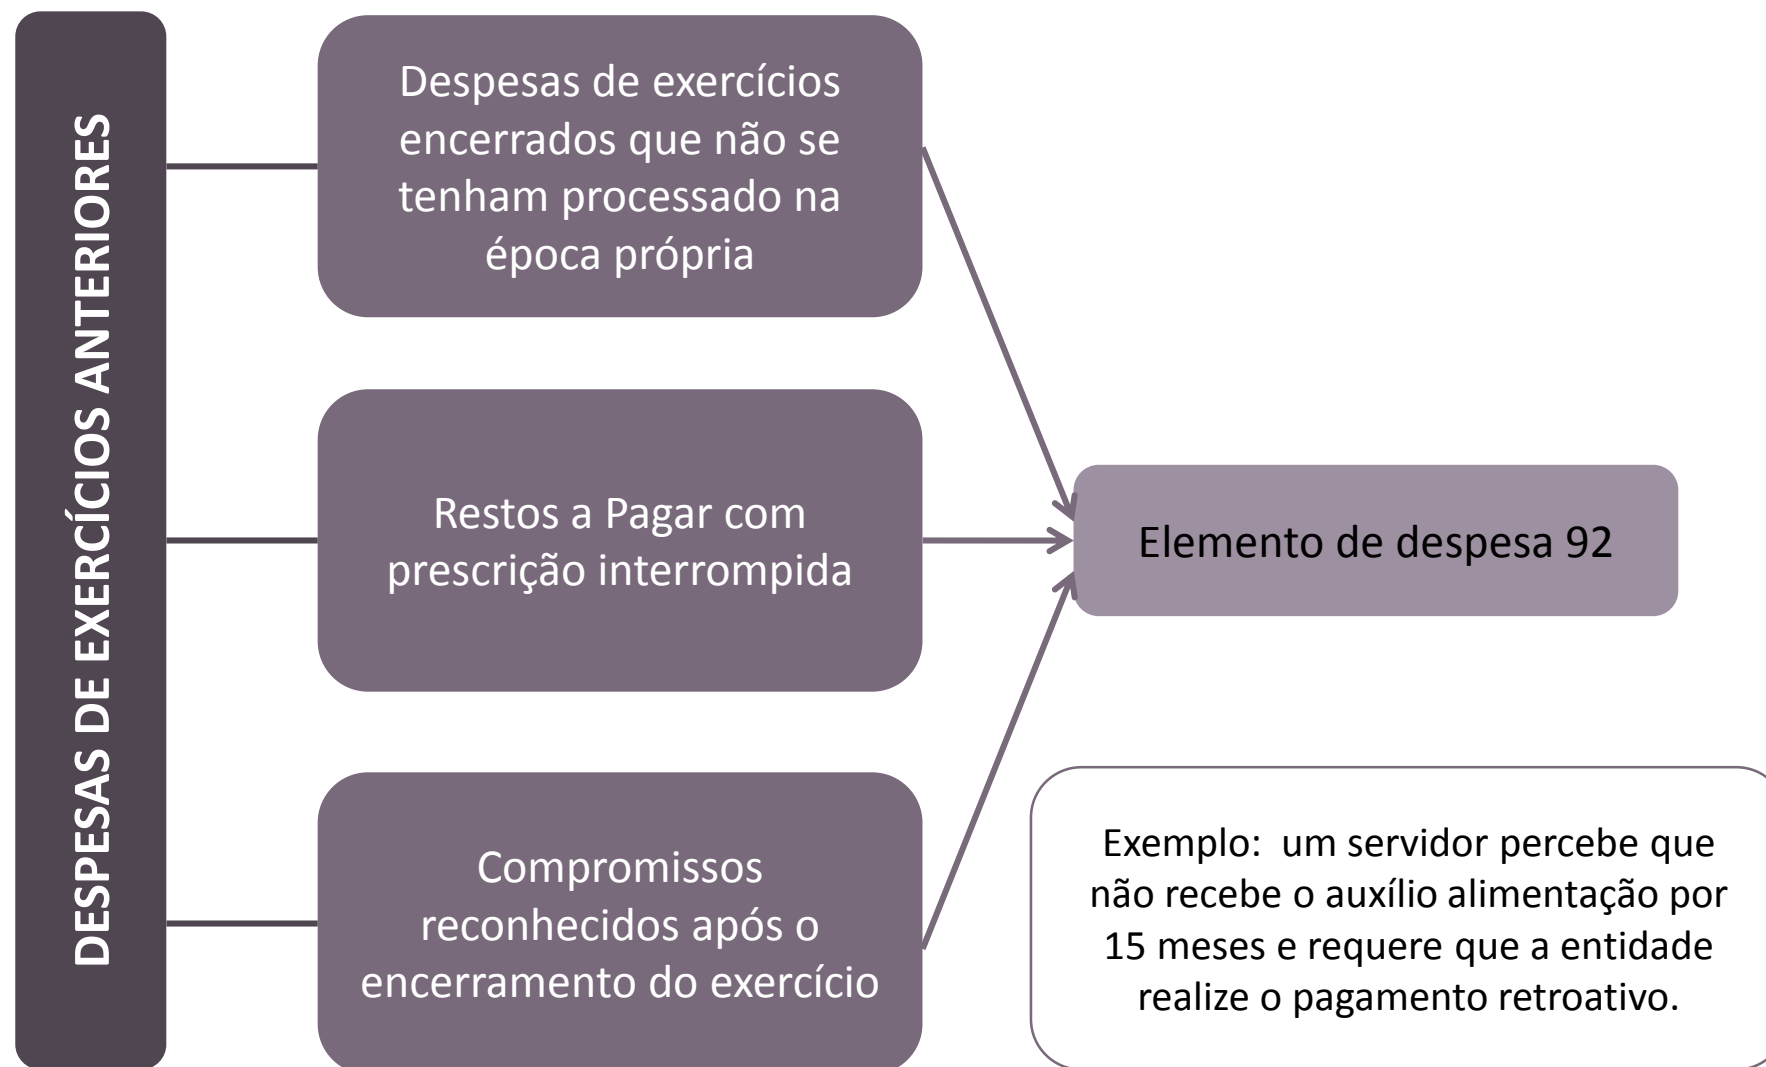 DESPESAS DE EXERCÍCIOS ANTERIORES
Despesas de exercícios
encerrados que não se
tenham processado na
época própria
Restos a Pagar com
prescrição interrompida
Compromissos
reconhecidos após o
encerramento do exercício
Elemento de despesa 92
Exemplo:  um servidor percebe que
não recebe o auxílio alimentação por
15 meses e requere que a entidade
realize o pagamento retroativo.